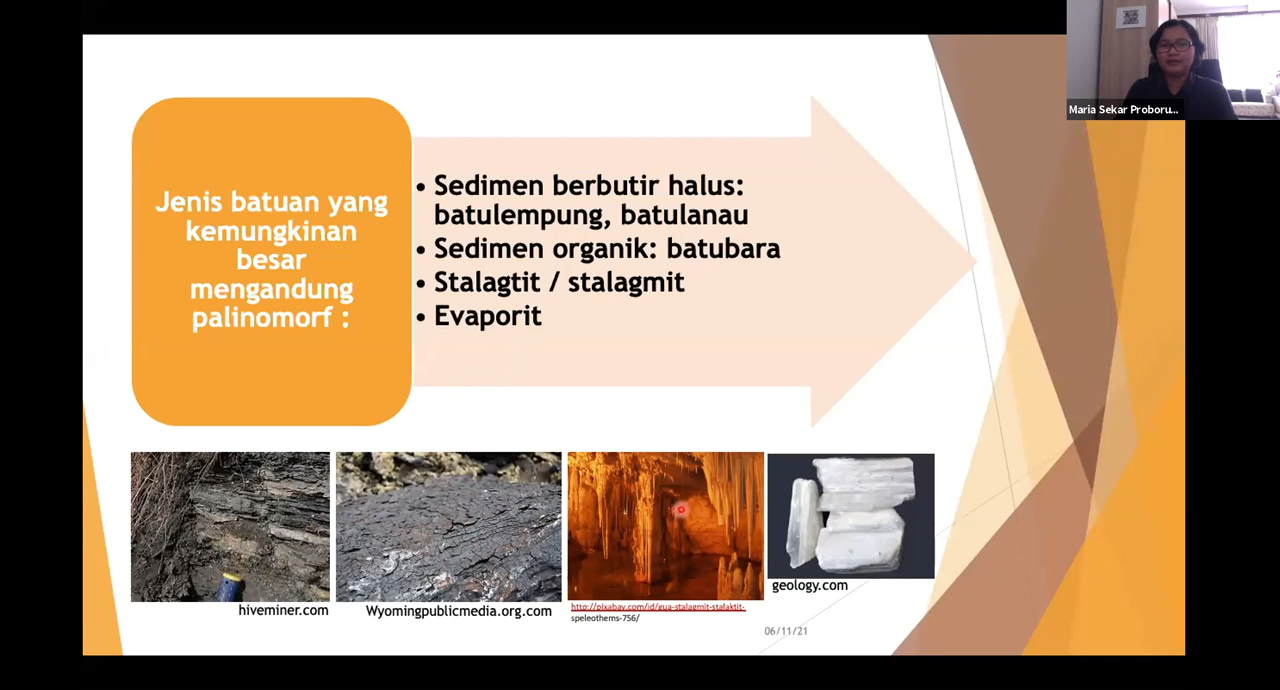 Maria Sekar Proboru...
Jenis batuan yang
kemungkinan
besar
mengandung
palinomorf :
• Sedimen berbutir halus:
batulempung, batulanau
• Sedimen organik: batubara
• Stalagtit / stalagmit
• Evaporit
hiveminer.com
Wyomingpublicmedia.org.com
http://pixabay.com/id/gua-stalagmit-stalaktit-
speleothems-756/
geology.com
06/11/21